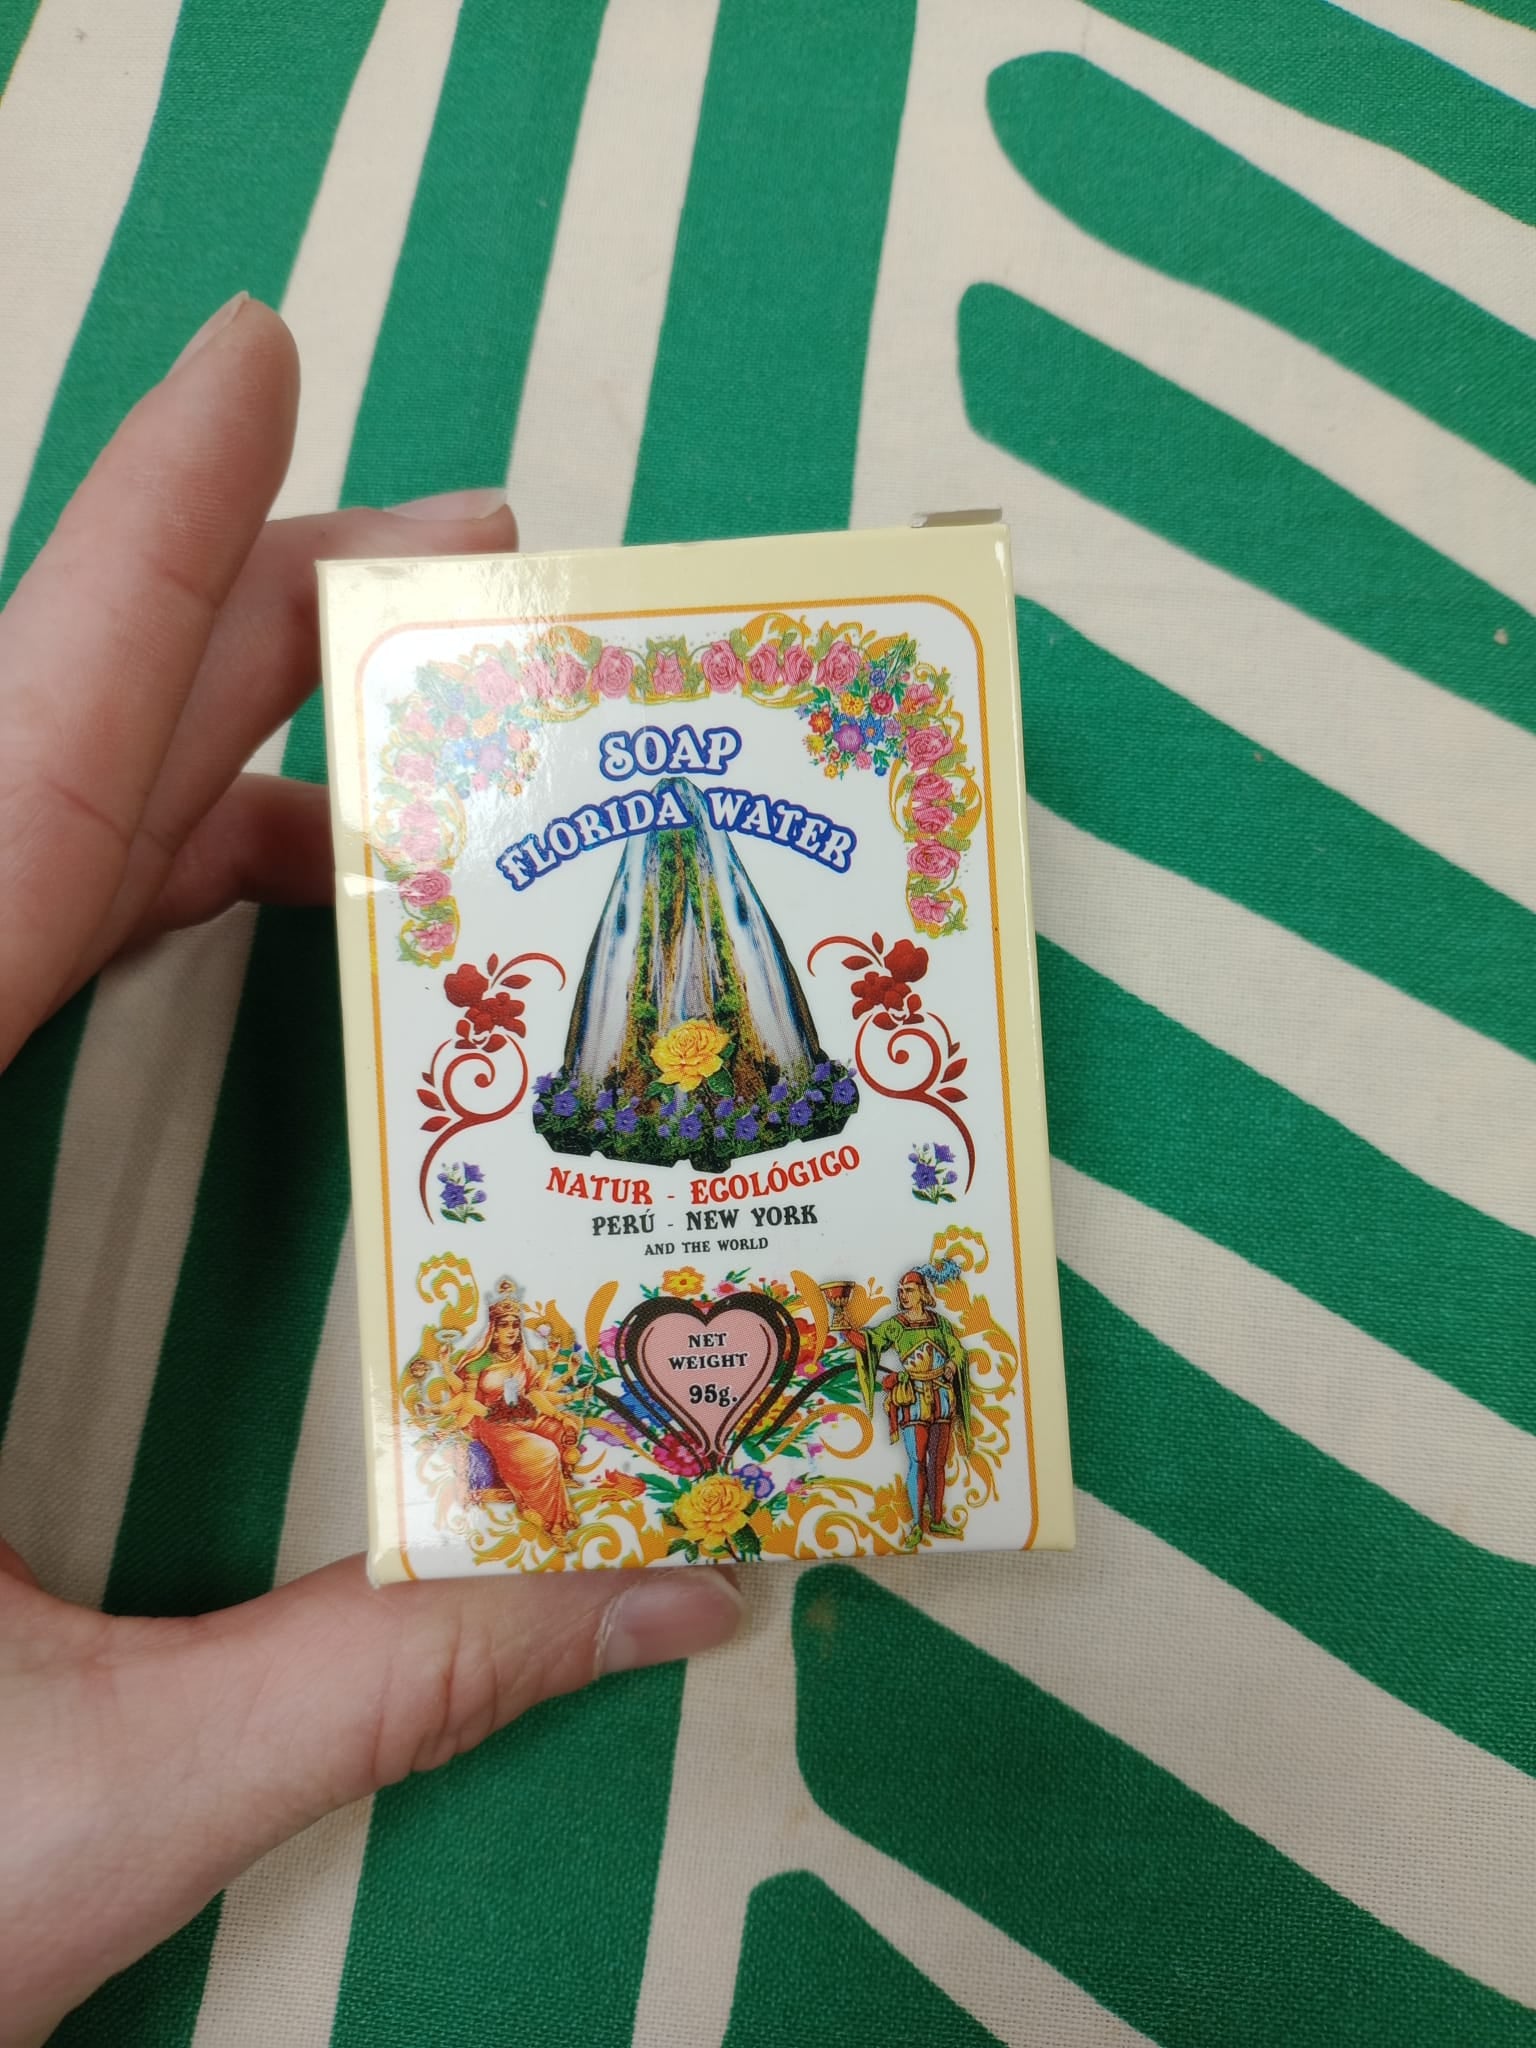 SOAP
FLORIDA WATER
NATUR - ECOLÓGICO
PERÚ - NEW YORK
AND THE WORLD
NET
WEIGHT
95g.